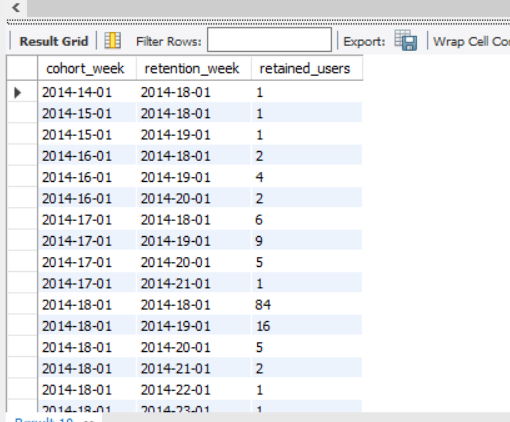 Result Grid Filter Rows: Export: Wrap Cell Co
cohort_week retention_week retained_users
2014-14-01 2014-18-01 1
2014-15-01 2014-18-01 1
2014-15-01 2014-19-01 1
2014-16-01 2014-18-01 2
2014-16-01 2014-19-01 4
2014-16-01 2014-20-01 2
2014-17-01 2014-18-01 6
2014-17-01 2014-19-01 9
2014-17-01 2014-20-01 5
2014-17-01 2014-21-01 1
2014-18-01 2014-18-01 84
2014-18-01 2014-19-01 16
2014-18-01 2014-20-01 5
2014-18-01 2014-21-01 2
2014-18-01 2014-22-01 1
2014-18-01 2014-23-01 1